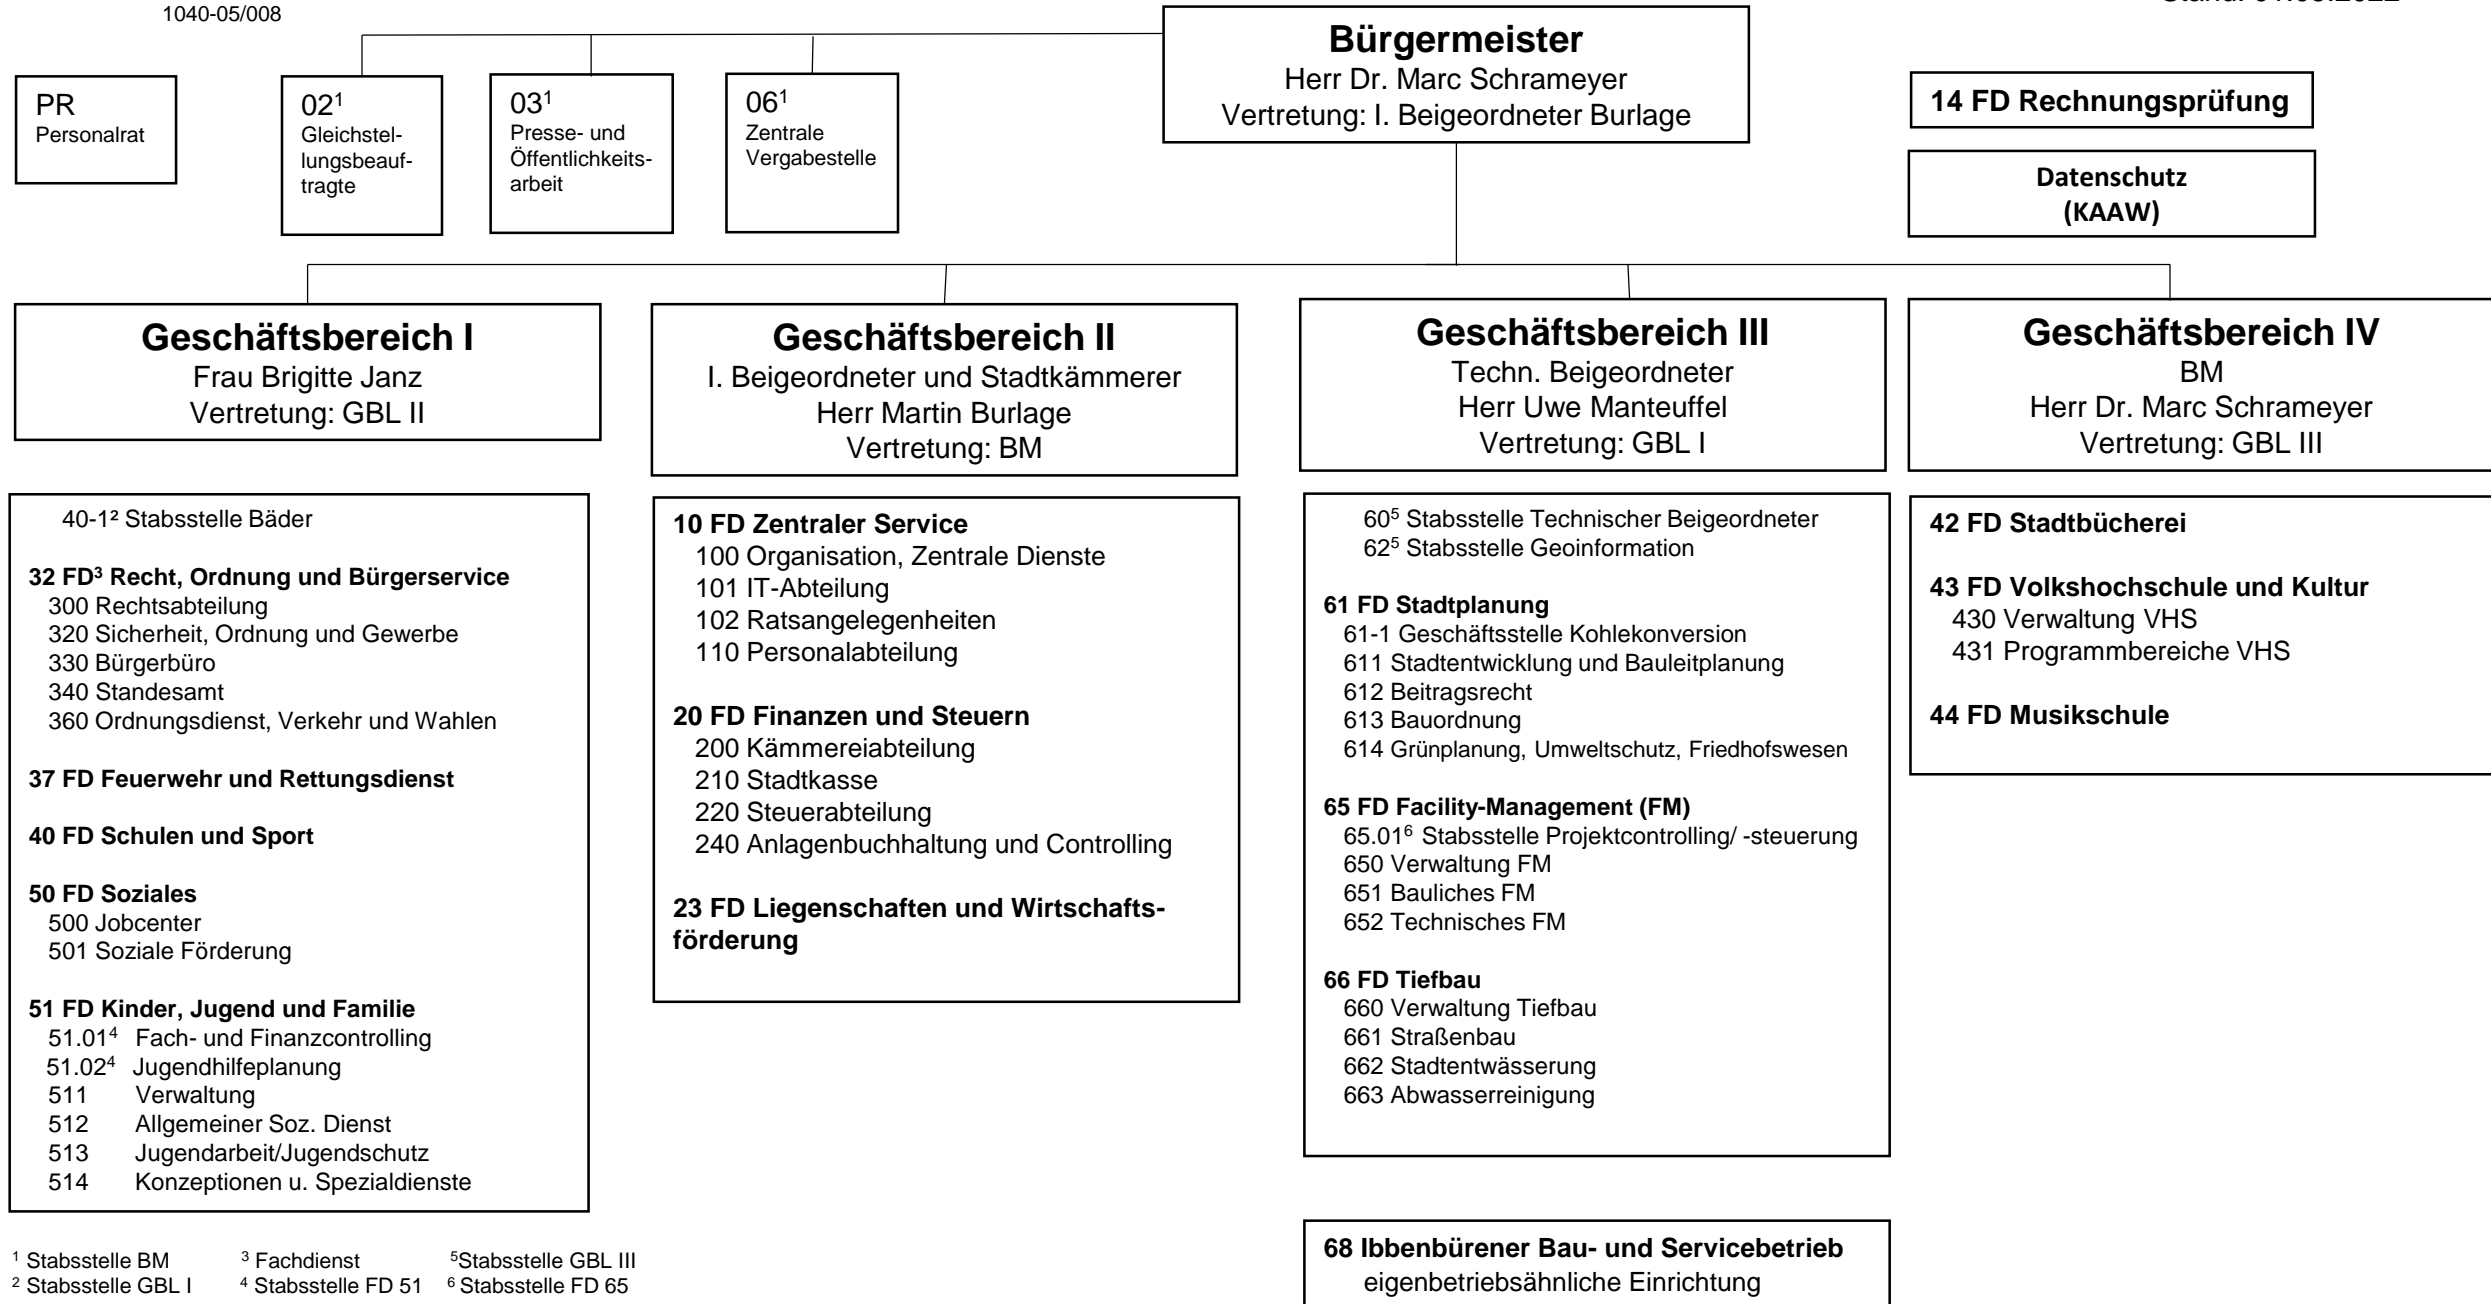 1040-05/008
Bürgermeister
Herr Dr. Marc Schrameyer
Vertretung: I. Beigeordneter Burlage
PR
Personalrat
02¹
Gleichstel-
lungsbeauf-
tragte
03¹
Presse- und
Öffentlichkeits-
arbeit
06¹
Zentrale
Vergabestelle
14 FD Rechnungsprüfung
Datenschutz
(KAAW)
Geschäftsbereich I
Frau Brigitte Janz
Vertretung: GBL II
Geschäftsbereich II
I. Beigeordneter und Stadtkämmerer
Herr Martin Burlage
Vertretung: BM
Geschäftsbereich III
Techn. Beigeordneter
Herr Uwe Manteuffel
Vertretung: GBL I
Geschäftsbereich IV
BM
Herr Dr. Marc Schrameyer
Vertretung: GBL III
40-1² Stabsstelle Bäder
32 FD³ Recht, Ordnung und Bürgerservice
300 Rechtsabteilung
320 Sicherheit, Ordnung und Gewerbe
330 Bürgerbüro
340 Standesamt
360 Ordnungsdienst, Verkehr und Wahlen
37 FD Feuerwehr und Rettungsdienst
40 FD Schulen und Sport
50 FD Soziales
500 Jobcenter
501 Soziale Förderung
51 FD Kinder, Jugend und Familie
51.01⁴ Fach- und Finanzcontrolling
51.02⁴ Jugendhilfeplanung
511 Verwaltung
512 Allgemeiner Soz. Dienst
513 Jugendarbeit/Jugendschutz
514 Konzeptionen u. Spezialdienste
10 FD Zentraler Service
100 Organisation, Zentrale Dienste
101 IT-Abteilung
102 Ratsangelegenheiten
110 Personalabteilung
20 FD Finanzen und Steuern
200 Kämmereiabteilung
210 Stadtkasse
220 Steuerabteilung
240 Anlagenbuchhaltung und Controlling
23 FD Liegenschaften und Wirtschafts-
förderung
60⁵ Stabsstelle Technischer Beigeordneter
62⁵ Stabsstelle Geoinformation
61 FD Stadtplanung
61-1 Geschäftsstelle Kohlekonversion
611 Stadtentwicklung und Bauleitplanung
612 Beitragsrecht
613 Bauordnung
614 Grünplanung, Umweltschutz, Friedhofswesen
65 FD Facility-Management (FM)
65.01⁶ Stabsstelle Projektcontrolling/ -steuerung
650 Verwaltung FM
651 Bauliches FM
652 Technisches FM
66 FD Tiefbau
660 Verwaltung Tiefbau
661 Straßenbau
662 Stadtentwässerung
663 Abwasserreinigung
42 FD Stadtbücherei
43 FD Volkshochschule und Kultur
430 Verwaltung VHS
431 Programmbereiche VHS
44 FD Musikschule
68 Ibbenbürener Bau- und Servicebetrieb
eigenbetriebsähnliche Einrichtung
¹ Stabsstelle BM ³ Fachdienst ⁵Stabsstelle GBL III
² Stabsstelle GBL I ⁴ Stabsstelle FD 51 ⁶ Stabsstelle FD 65